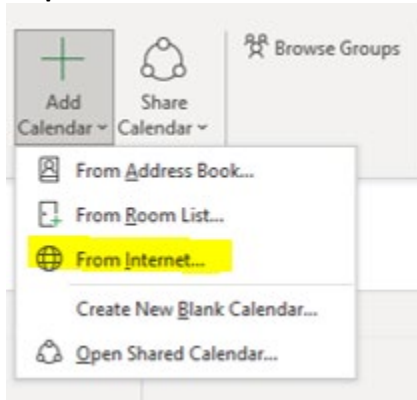 Add
Calendar
Share
Calendar
Browse Groups
From Address Book...
From Room List...
From Internet...
Create New Blank Calendar...
Open Shared Calendar...